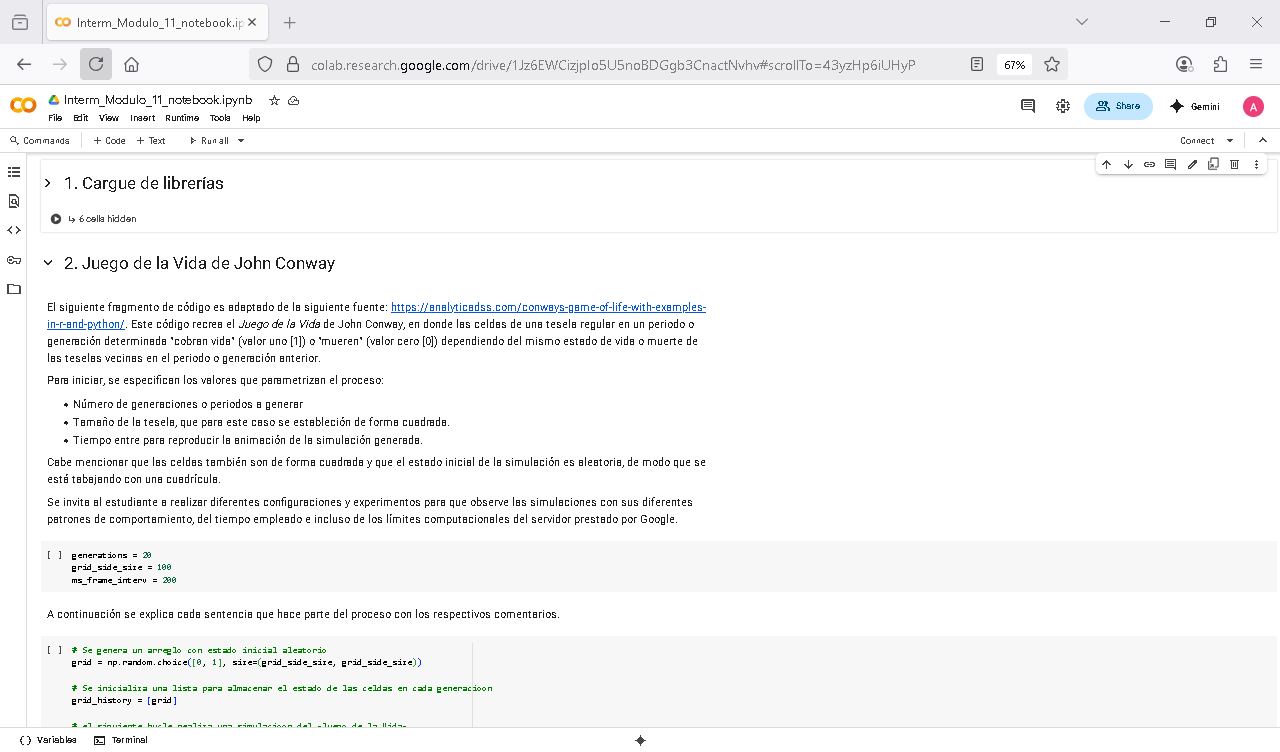 Interm_Modulo_11_notebook.ip
colab.research.google.com/drive/1Jz6EWCizjpIo5U5noBDGgb3CnactNvhv#scrollTo=43yzHp6iUHyP
67%
Interm_Modulo_11_notebook.ipynb
File Edit View Insert Runtime Tools Help
Share
Gemini
A
Commands + Code + Text Run all
Connect
1. Cargue de librerías
6 cells hidden
2. Juego de la Vida de John Conway
El siguiente fragmento de código es adaptado de la siguiente fuente: https://analyticadss.com/conways-game-of-life-with-examples-
in-r-and-python/. Este código recrea el Juego de la Vida de John Conway, en donde las celdas de una tesela regular en un periodo o
generación determinada "cobran vida" (valor uno [1]) o "mueren" (valor cero [0]) dependiendo del mismo estado de vida o muerte de
las teselas vecinas en el periodo o generación anterior.
Para iniciar, se especifican los valores que parametrizan el proceso:
• Número de generaciones o periodos a generar
• Tamaño de la tesela, que para este caso se estableción de forma cuadrada.
• Tiempo entre para reproducir la animación de la simulación generada.
Cabe mencionar que las celdas también son de forma cuadrada y que el estado inicial de la simulación es aleatoria, de modo que se
está tabajando con una cuadrícula.
Se invita al estudiante a realizar diferentes configuraciones y experimentos para que observe las simulaciones con sus diferentes
patrones de comportamiento, del tiempo empleado e incluso de los límites computacionales del servidor prestado por Google.
[ ] generations = 20
grid_side_size = 100
ms_frame_interv = 200
A continuación se explica cada sentencia que hace parte del proceso con los respectivos comentarios.
[ ] # Se genera un arreglo con estado inicial aleatorio
grid = np.random.choice([0, 1], size=(grid_side_size, grid_side_size))
# Se inicializa una lista para almacenar el estado de las celdas en cada generacioon
grid_history = [grid]
# el siguiente bucle realiza una simulacion del -Juego de la Vida-
Variables
Terminal